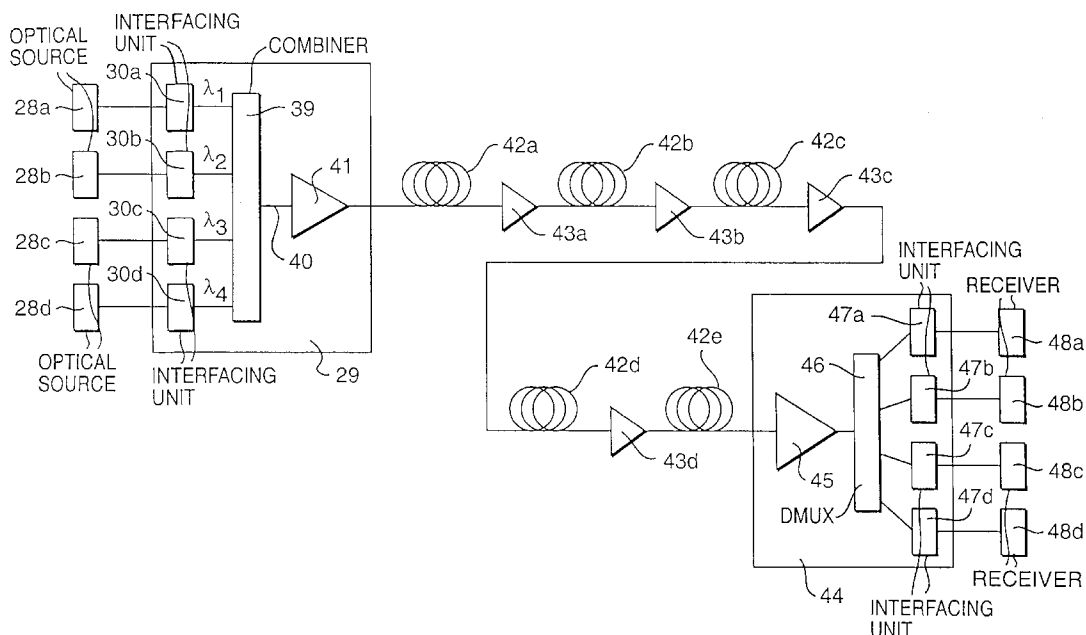 OPTICAL
SOURCE
INTERFACING
UNIT
COMBINER
30a
λ1
39
28a
30b
λ2
41
28b
30c
λ3
28c
40
30d
λ4
28d
OPTICAL
SOURCE
INTERFACING
UNIT
29
42a
42b
42c
43a
43b
43c
INTERFACING
UNIT
RECEIVER
47a
48a
42d
42e
46
47b
48b
43d
45
47c
48c
DMUX
47d
48d
44
RECEIVER
INTERFACING
UNIT